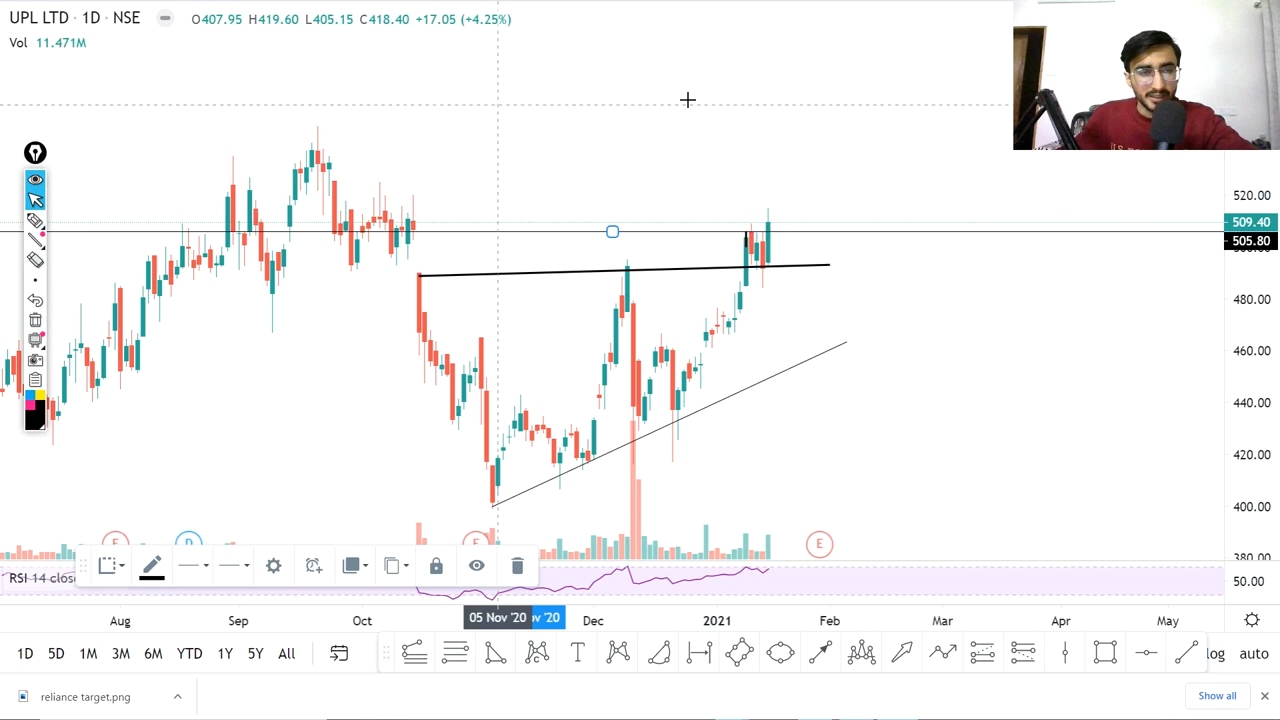 UPL LTD · 1D · NSE O407.95 H419.60 L405.15 C418.40 +17.05 (+4.25%)
Vol 11.471M
520.00
509.40
505.80
480.00
460.00
440.00
420.00
400.00
380.00
E D E E
RSI 14 close
50.00
Aug Sep Oct 05 Nov '20 Dec 2021 Feb Mar Apr May
1D 5D 1M 3M 6M YTD 1Y 5Y All T log auto
reliance target.png Show all